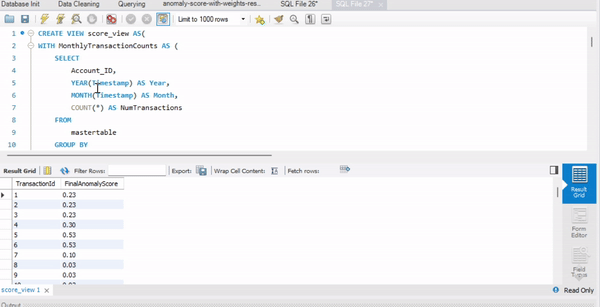 Database Init anomaly-score-with-weights-res... Querying SQL File 26* SQL File 27*
Limit to 1000 rows
1 CREATE VIEW score_view AS(
2 WITH MonthlyTransactionCounts AS (
3 SELECT
4 Account_ID,
5 YEAR(Timestamp) AS Year,
6 MONTH(Timestamp) AS Month,
7 COUNT(*) AS NumTransactions
8 FROM
9 mastertable
10 GROUP BY
Result Grid Filter Rows: Export: Wrap Cell Content: Fetch rows:
TransactionId FinalAnomalyScore
1 0.23
2 0.23
3 0.23
4 0.30
5 0.53
6 0.53
7 0.10
8 0.03
9 0.03
10 0.03
Result
Grid
Form
Editor
Field
Types
score_view 1
Read Only
Output